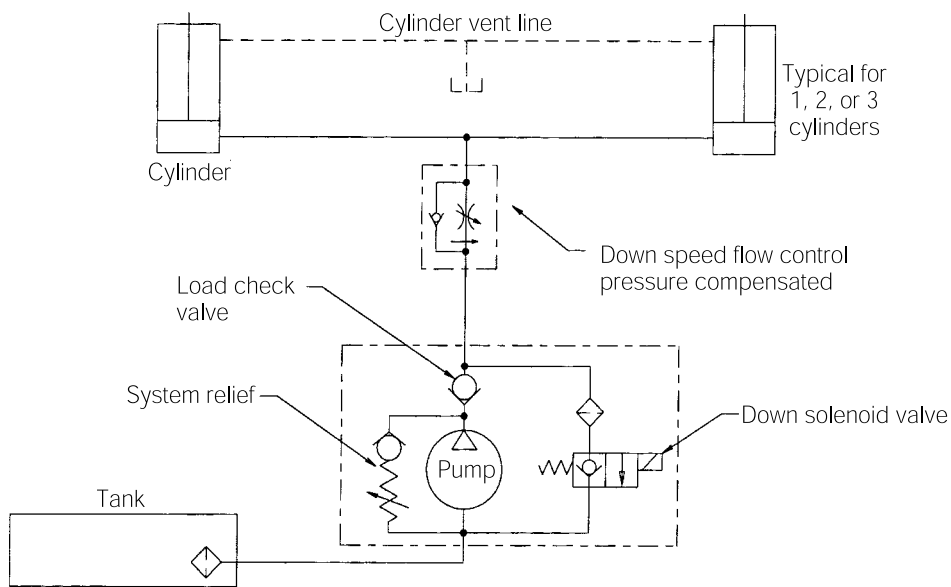 Cylinder vent line
Typical for
1, 2, or 3
cylinders
Cylinder
Down speed flow control
pressure compensated
Load check
valve
System relief
Down solenoid valve
Pump
Tank